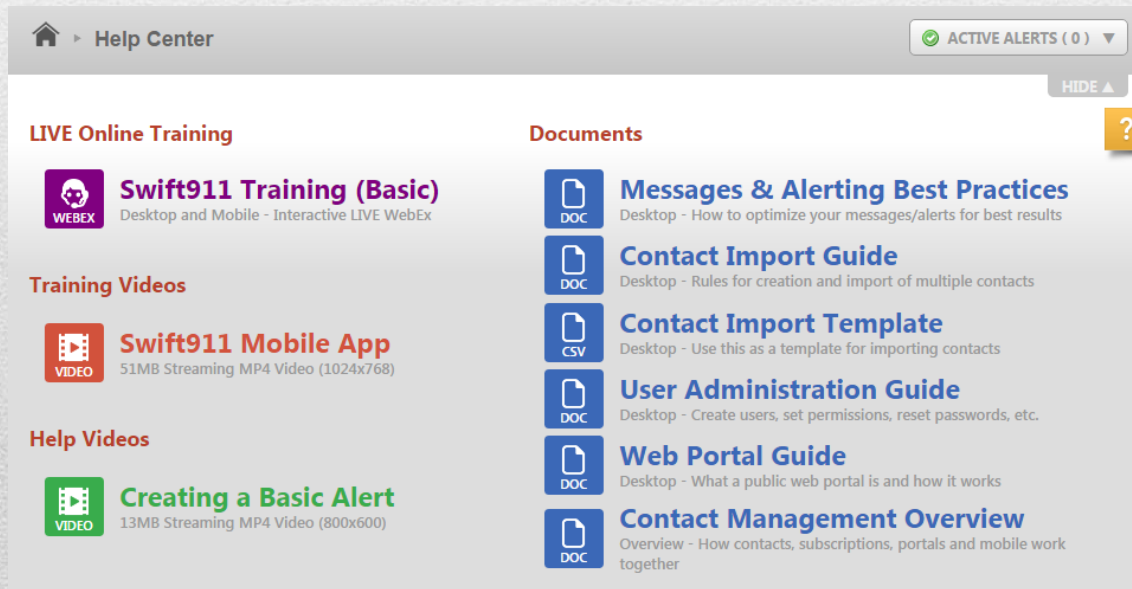 Help Center
ACTIVE ALERTS ( 0 ) ▼
HIDE ▲
?
LIVE Online Training
WEBEX
Swift911 Training (Basic)
Desktop and Mobile - Interactive LIVE WebEx
Training Videos
VIDEO
Swift911 Mobile App
51MB Streaming MP4 Video (1024x768)
Help Videos
VIDEO
Creating a Basic Alert
13MB Streaming MP4 Video (800x600)
Documents
DOC
Messages & Alerting Best Practices
Desktop - How to optimize your messages/alerts for best results
DOC
Contact Import Guide
Desktop - Rules for creation and import of multiple contacts
CSV
Contact Import Template
Desktop - Use this as a template for importing contacts
DOC
User Administration Guide
Desktop - Create users, set permissions, reset passwords, etc.
DOC
Web Portal Guide
Desktop - What a public web portal is and how it works
DOC
Contact Management Overview
Overview - How contacts, subscriptions, portals and mobile work
together